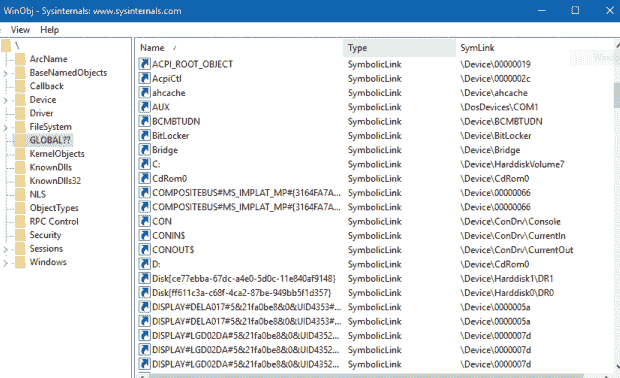 WinObj - Sysinternals: www.sysinternals.com
View Help
\
ArcName
BaseNamedObjects
Callback
Device
Driver
FileSystem
GLOBAL??
KernelObjects
KnownDlls
KnownDlls32
NLS
ObjectTypes
RPC Control
Security
Sessions
Windows
Name / Type SymLink
ACPI_ROOT_OBJECT SymbolicLink \Device\0000019
AcpiCtl SymbolicLink \Device\0000002c
ahcache SymbolicLink \Device\ahcache
AUX SymbolicLink \DosDevices\COM1
BCMBTUDN SymbolicLink \Device\BCMBTUDN
BitLocker SymbolicLink \Device\BitLocker
Bridge SymbolicLink \Device\Bridge
C: SymbolicLink \Device\HarddiskVolume7
CdRom0 SymbolicLink \Device\CdRom0
COMPOSITEBUS#MS_IMPLAT_MP#{3164FA7A... SymbolicLink \Device\00000066
COMPOSITEBUS#MS_IMPLAT_MP#{3164FA7A... SymbolicLink \Device\00000066
CON SymbolicLink \Device\ConDrv\Console
CONIN$ SymbolicLink \Device\ConDrv\CurrentIn
CONOUT$ SymbolicLink \Device\ConDrv\CurrentOut
D: SymbolicLink \Device\CdRom0
Disk{ce77ebba-67dc-a4e0-5d0c-11e840af9148} SymbolicLink \Device\Harddisk1\DR1
Disk{ff611c3a-c68f-4ca2-87be-949bb5f1d357} SymbolicLink \Device\Harddisk0\DR0
DISPLAY#DELA017#5&21fa0be8&0&UID4353#... SymbolicLink \Device\0000005a
DISPLAY#DELA017#5&21fa0be8&0&UID4353#... SymbolicLink \Device\0000005a
DISPLAY#LGD02DA#5&21fa0be8&0&UID4352... SymbolicLink \Device\0000007d
DISPLAY#LGD02DA#5&21fa0be8&0&UID4352... SymbolicLink \Device\0000007d
DISPLAY#LGD02DA#5&21fa0be8&0&UID4352... SymbolicLink \Device\0000007d